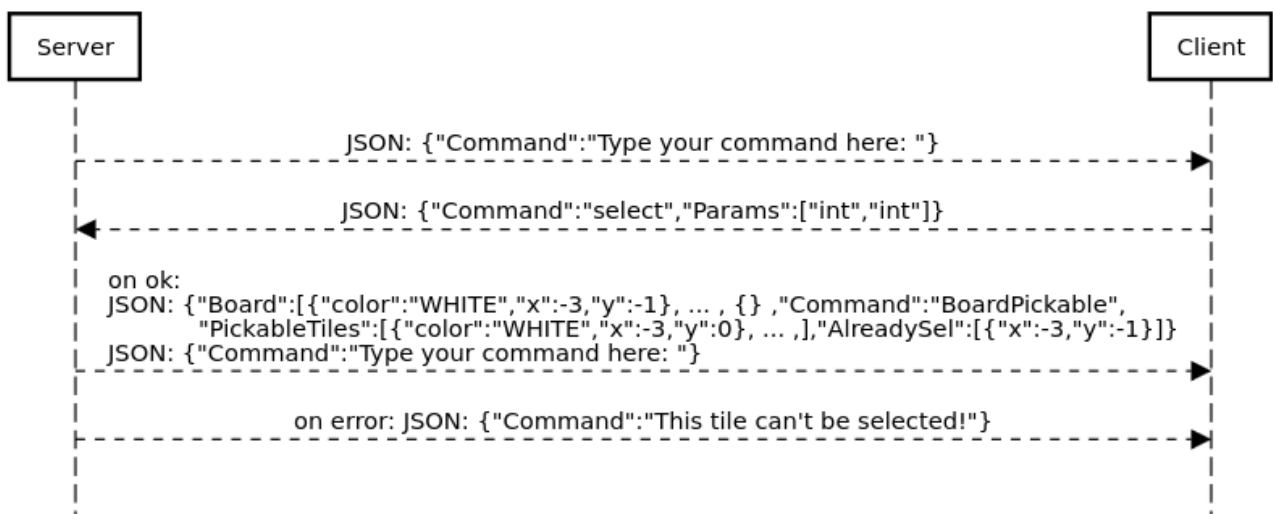 Server
Client
JSON: {"Command":"Type your command here: "}
JSON: {"Command":"select","Params":["int","int"]}
on ok:
JSON: {"Board":[{"color":"WHITE","x":-3,"y":-1}, ... , {} ,"Command":"BoardPickable",
"PickableTiles":[{"color":"WHITE","x":-3,"y":0}, ... ,],"AlreadySel":[{"x":-3,"y":-1}]}
JSON: {"Command":"Type your command here: "}
on error: JSON: {"Command":"This tile can't be selected!"}